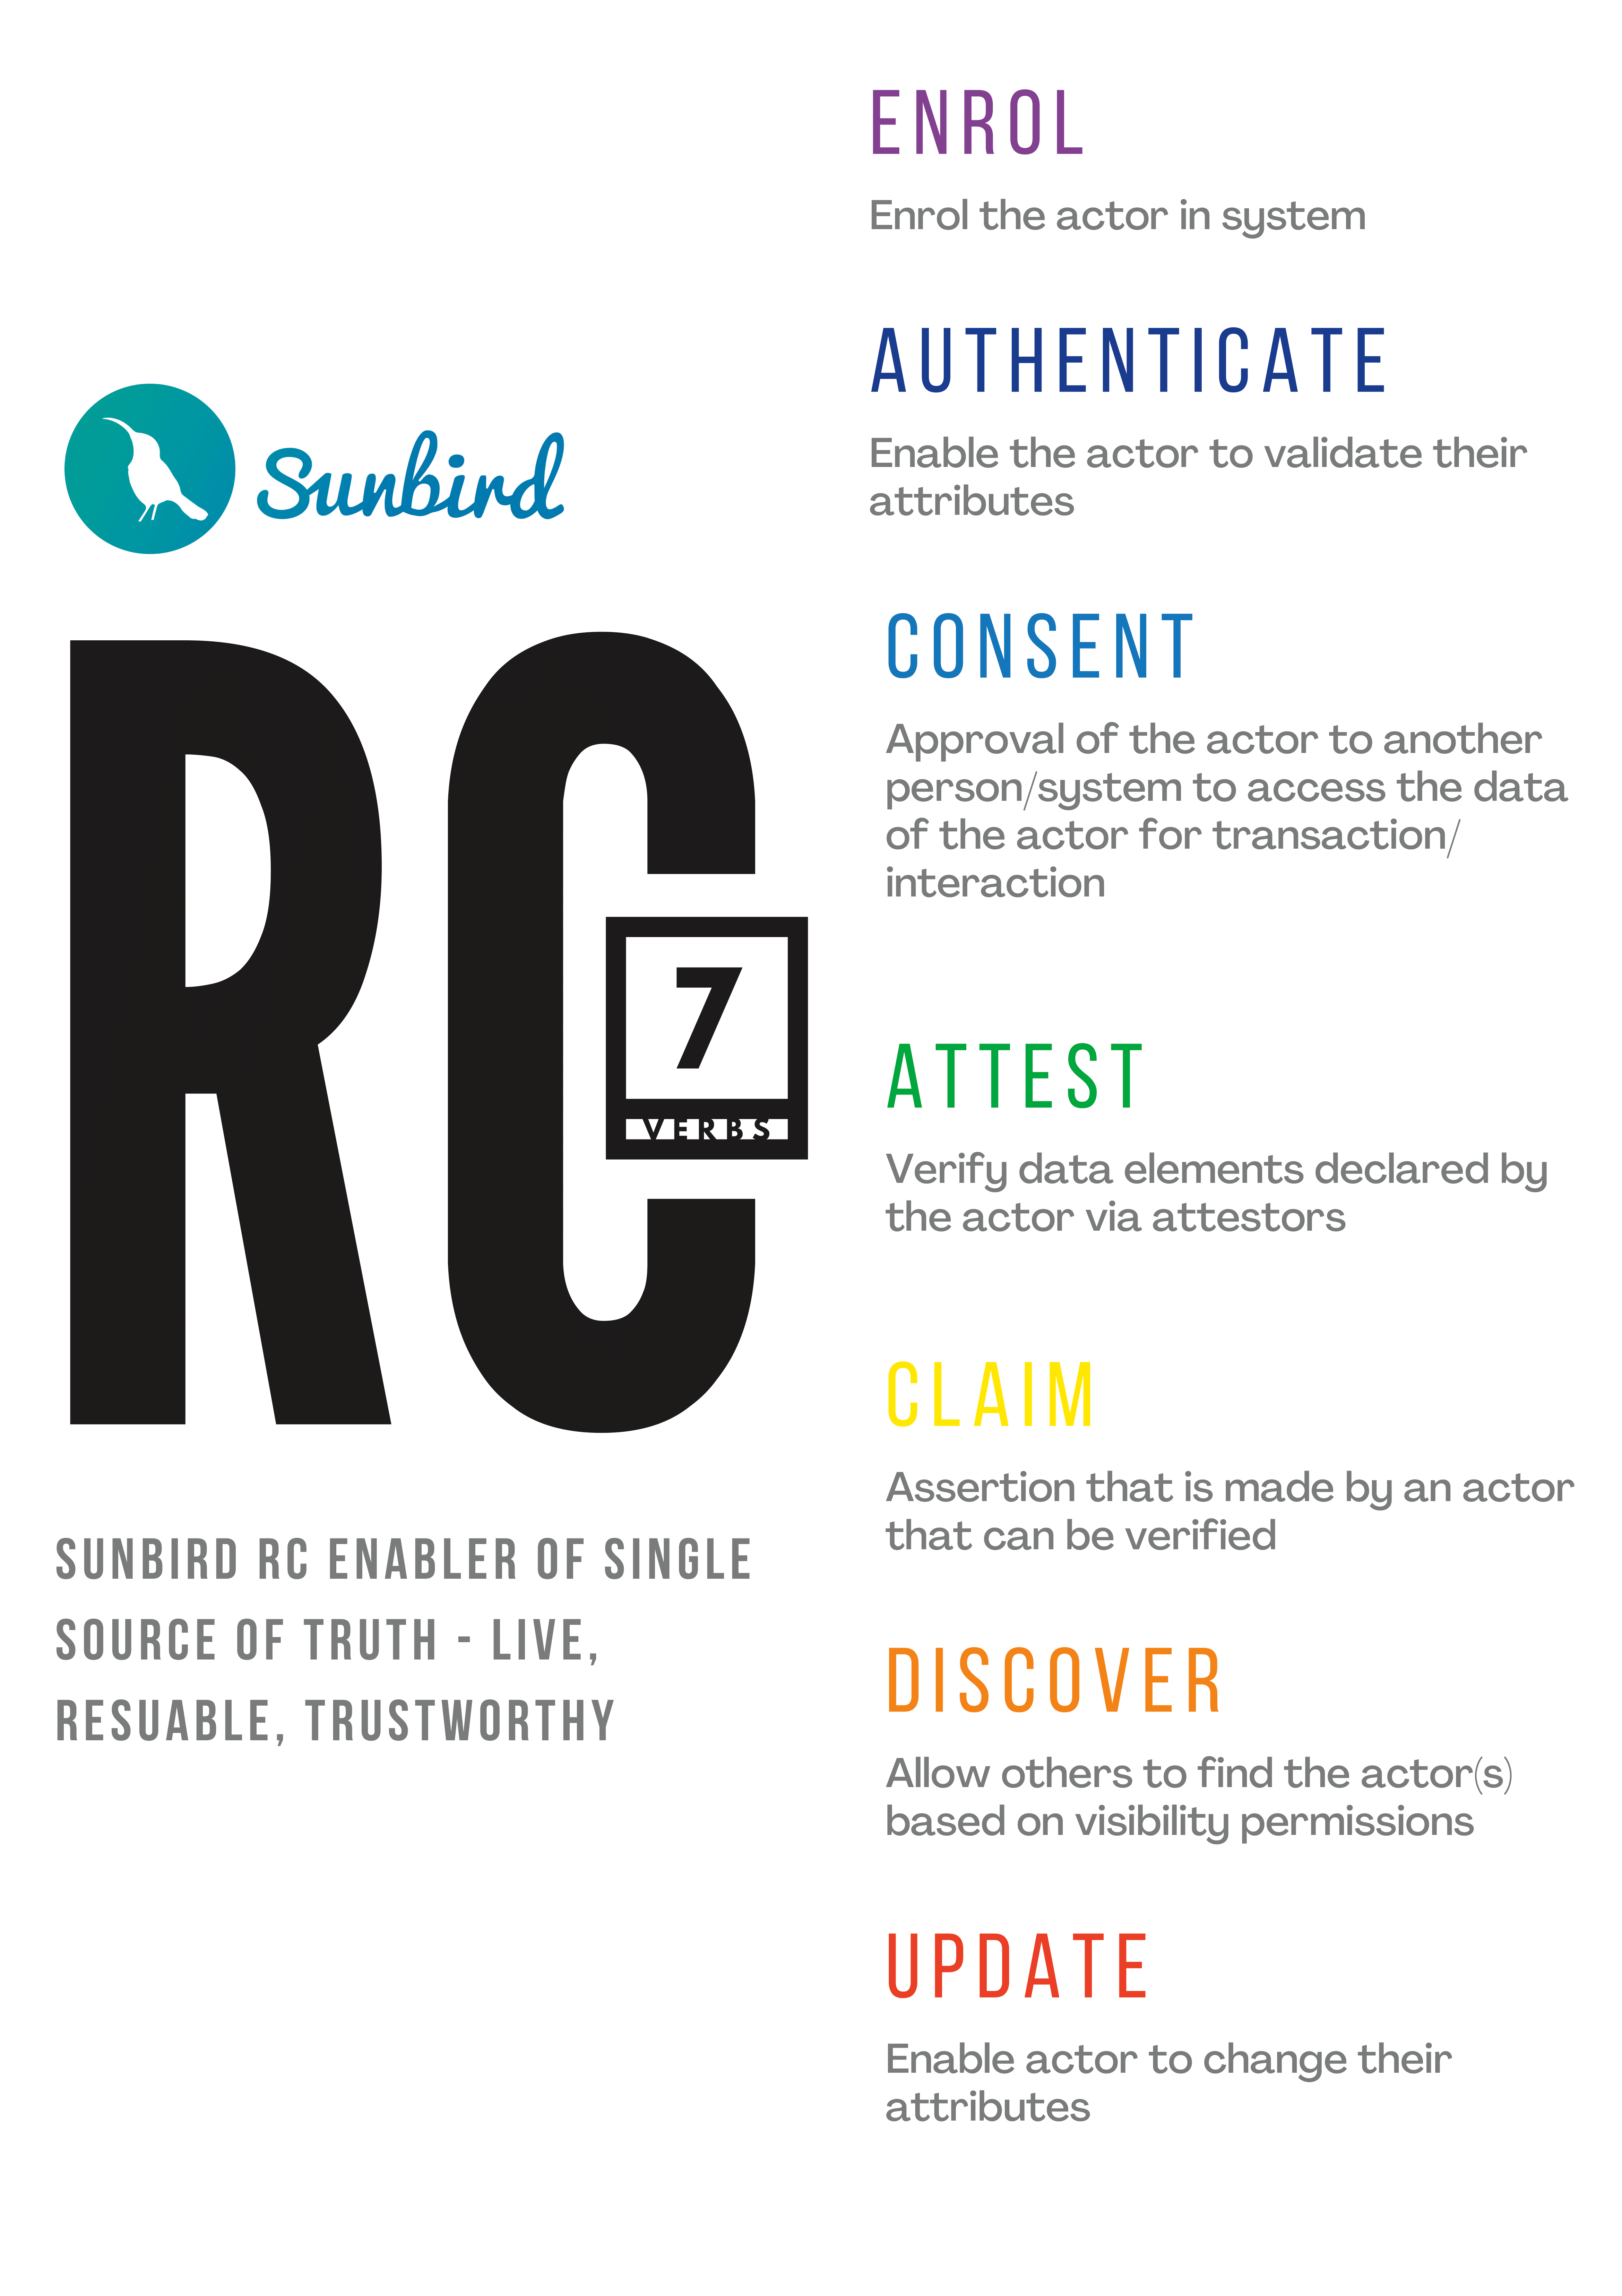 Sunbird
RC
7
VERBS
SUNBIRD RC ENABLER OF SINGLE
SOURCE OF TRUTH - LIVE,
RESUABLE, TRUSTWORTHY
ENROL
Enrol the actor in system
AUTHENTICATE
Enable the actor to validate their
attributes
CONSENT
Approval of the actor to another
person/system to access the data
of the actor for transaction/
interaction
ATTEST
Verify data elements declared by
the actor via attestors
CLAIM
Assertion that is made by an actor
that can be verified
DISCOVER
Allow others to find the actor(s)
based on visibility permissions
UPDATE
Enable actor to change their
attributes